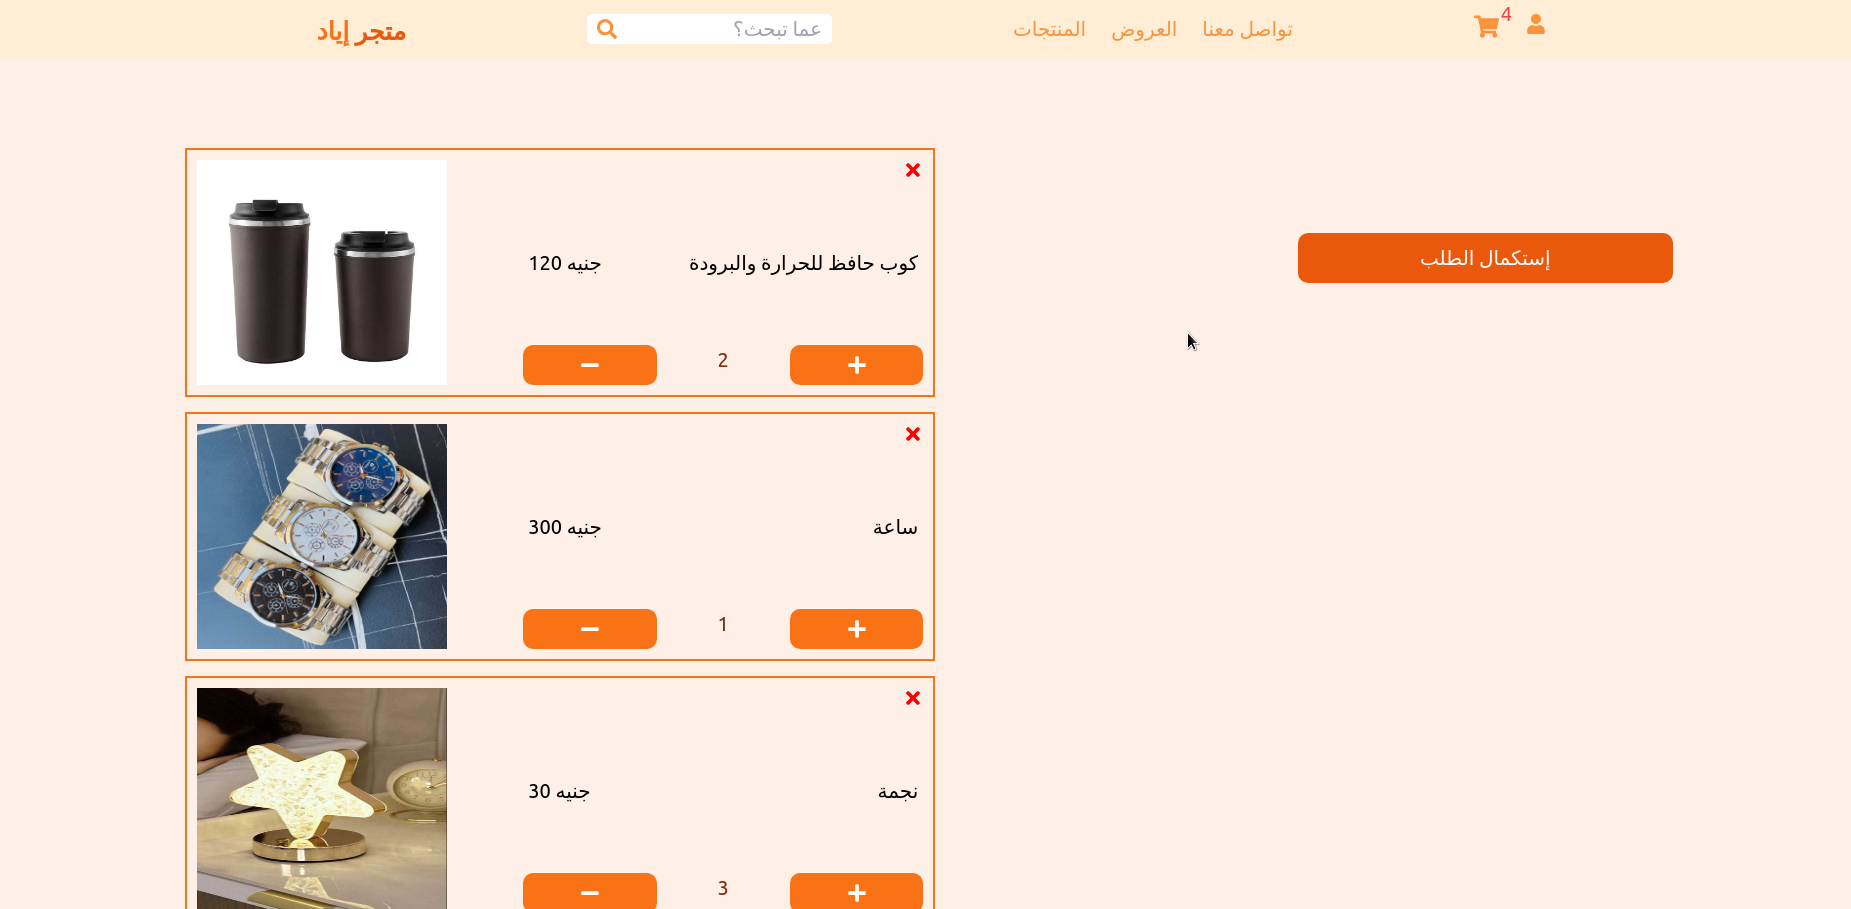 4
تواصل معنا
العروض
المنتجات
عما تبحث؟
متجر إياد
كوب حافظ للحرارة والبرودة
جنيه 120
2
إستكمال الطلب
ساعة
جنيه 300
1
نجمة
جنيه 30
3